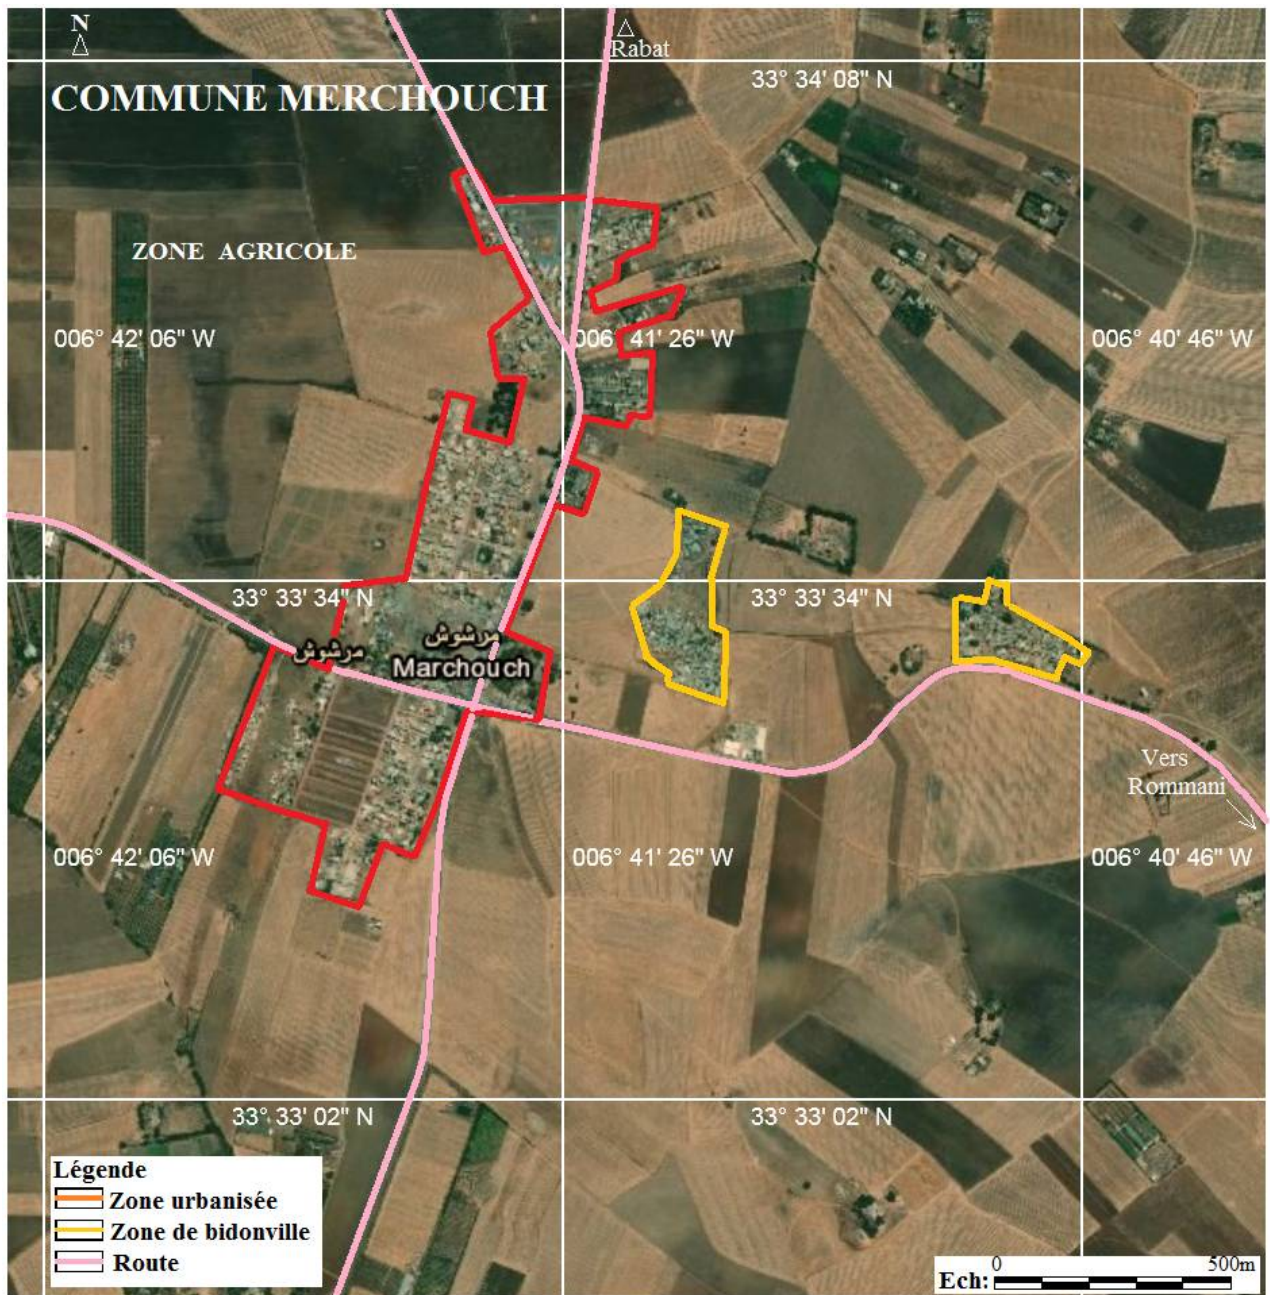 N
Rabat
33° 34' 08" N
COMMUNE MERCHOUCH
ZONE AGRICOLE
006° 42' 06" W
006° 41' 26" W
006° 40' 46" W
33° 33' 34" N
33° 33' 34" N
مرشوش
مرشوش
Marchouch
Vers
Rommani
006° 42' 06" W
006° 41' 26" W
006° 40' 46" W
33° 33' 02" N
33° 33' 02" N
Légende
Zone urbanisée
Zone de bidonville
Route
Ech: 0 500m